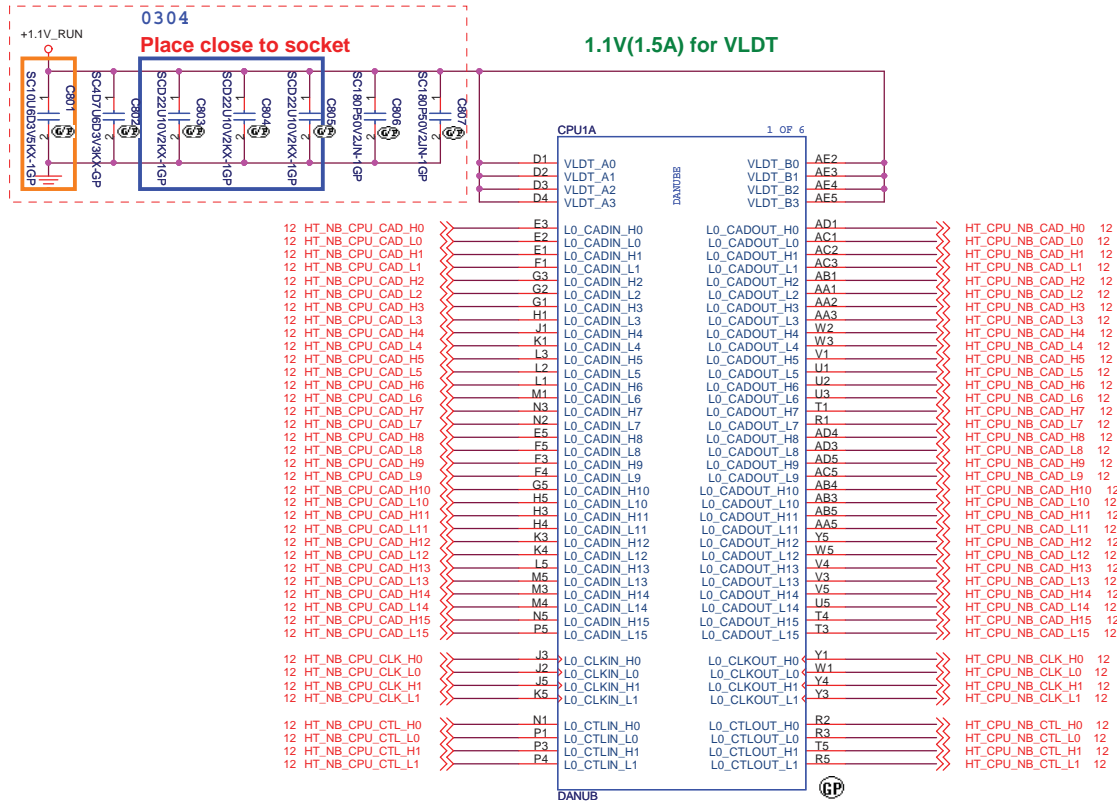 0304
+1.1V_RUN
Place close to socket
1.1V(1.5A) for VLDT
SC10U6D3V5KX-1GP
1
2
C801
G/P
SC4D7U6D3V3KX-GP
1
2
C802
G/P
SCD22U10V2KX-1GP
1
2
C803
G/P
SCD22U10V2KX-1GP
1
2
C804
G/P
SCD22U10V2KX-1GP
1
2
C805
G/P
SC180P50V2JN-1GP
1
2
C806
G/P
SC180P50V2JN-1GP
1
2
C807
G/P
CPU1A 1 OF 6
DANUBE
D1 VLDT_A0 VLDT_B0 AE2
D2 VLDT_A1 VLDT_B1 AE3
D3 VLDT_A2 VLDT_B2 AE4
D4 VLDT_A3 VLDT_B3 AE5
12 HT_NB_CPU_CAD_H0 E3 L0_CADIN_H0 L0_CADOUT_H0 AD1 HT_CPU_NB_CAD_H0 12
12 HT_NB_CPU_CAD_L0 E2 L0_CADIN_L0 L0_CADOUT_L0 AC1 HT_CPU_NB_CAD_L0 12
12 HT_NB_CPU_CAD_H1 E1 L0_CADIN_H1 L0_CADOUT_H1 AC2 HT_CPU_NB_CAD_H1 12
12 HT_NB_CPU_CAD_L1 F1 L0_CADIN_L1 L0_CADOUT_L1 AC3 HT_CPU_NB_CAD_L1 12
12 HT_NB_CPU_CAD_H2 G3 L0_CADIN_H2 L0_CADOUT_H2 AB1 HT_CPU_NB_CAD_H2 12
12 HT_NB_CPU_CAD_L2 G2 L0_CADIN_L2 L0_CADOUT_L2 AA1 HT_CPU_NB_CAD_L2 12
12 HT_NB_CPU_CAD_H3 G1 L0_CADIN_H3 L0_CADOUT_H3 AA2 HT_CPU_NB_CAD_H3 12
12 HT_NB_CPU_CAD_L3 H1 L0_CADIN_L3 L0_CADOUT_L3 AA3 HT_CPU_NB_CAD_L3 12
12 HT_NB_CPU_CAD_H4 J1 L0_CADIN_H4 L0_CADOUT_H4 W2 HT_CPU_NB_CAD_H4 12
12 HT_NB_CPU_CAD_L4 K1 L0_CADIN_L4 L0_CADOUT_L4 W3 HT_CPU_NB_CAD_L4 12
12 HT_NB_CPU_CAD_H5 L3 L0_CADIN_H5 L0_CADOUT_H5 V1 HT_CPU_NB_CAD_H5 12
12 HT_NB_CPU_CAD_L5 L2 L0_CADIN_L5 L0_CADOUT_L5 U1 HT_CPU_NB_CAD_L5 12
12 HT_NB_CPU_CAD_H6 L1 L0_CADIN_H6 L0_CADOUT_H6 U2 HT_CPU_NB_CAD_H6 12
12 HT_NB_CPU_CAD_L6 M1 L0_CADIN_L6 L0_CADOUT_L6 U3 HT_CPU_NB_CAD_L6 12
12 HT_NB_CPU_CAD_H7 N3 L0_CADIN_H7 L0_CADOUT_H7 T1 HT_CPU_NB_CAD_H7 12
12 HT_NB_CPU_CAD_L7 N2 L0_CADIN_L7 L0_CADOUT_L7 R1 HT_CPU_NB_CAD_L7 12
12 HT_NB_CPU_CAD_H8 E5 L0_CADIN_H8 L0_CADOUT_H8 AD4 HT_CPU_NB_CAD_H8 12
12 HT_NB_CPU_CAD_L8 F5 L0_CADIN_L8 L0_CADOUT_L8 AD3 HT_CPU_NB_CAD_L8 12
12 HT_NB_CPU_CAD_H9 F3 L0_CADIN_H9 L0_CADOUT_H9 AD5 HT_CPU_NB_CAD_H9 12
12 HT_NB_CPU_CAD_L9 F4 L0_CADIN_L9 L0_CADOUT_L9 AC5 HT_CPU_NB_CAD_L9 12
12 HT_NB_CPU_CAD_H10 G5 L0_CADIN_H10 L0_CADOUT_H10 AB4 HT_CPU_NB_CAD_H10 12
12 HT_NB_CPU_CAD_L10 H5 L0_CADIN_L10 L0_CADOUT_L10 AB3 HT_CPU_NB_CAD_L10 12
12 HT_NB_CPU_CAD_H11 H3 L0_CADIN_H11 L0_CADOUT_H11 AB5 HT_CPU_NB_CAD_H11 12
12 HT_NB_CPU_CAD_L11 H4 L0_CADIN_L11 L0_CADOUT_L11 AA5 HT_CPU_NB_CAD_L11 12
12 HT_NB_CPU_CAD_H12 K3 L0_CADIN_H12 L0_CADOUT_H12 Y5 HT_CPU_NB_CAD_H12 12
12 HT_NB_CPU_CAD_L12 K4 L0_CADIN_L12 L0_CADOUT_L12 W5 HT_CPU_NB_CAD_L12 12
12 HT_NB_CPU_CAD_H13 L5 L0_CADIN_H13 L0_CADOUT_H13 V4 HT_CPU_NB_CAD_H13 12
12 HT_NB_CPU_CAD_L13 M5 L0_CADIN_L13 L0_CADOUT_L13 V3 HT_CPU_NB_CAD_L13 12
12 HT_NB_CPU_CAD_H14 M3 L0_CADIN_H14 L0_CADOUT_H14 V5 HT_CPU_NB_CAD_H14 12
12 HT_NB_CPU_CAD_L14 M4 L0_CADIN_L14 L0_CADOUT_L14 U5 HT_CPU_NB_CAD_L14 12
12 HT_NB_CPU_CAD_H15 N5 L0_CADIN_H15 L0_CADOUT_H15 T4 HT_CPU_NB_CAD_H15 12
12 HT_NB_CPU_CAD_L15 P5 L0_CADIN_L15 L0_CADOUT_L15 T3 HT_CPU_NB_CAD_L15 12
12 HT_NB_CPU_CLK_H0 J3 L0_CLKIN_H0 L0_CLKOUT_H0 Y1 HT_CPU_NB_CLK_H0 12
12 HT_NB_CPU_CLK_L0 J2 L0_CLKIN_L0 L0_CLKOUT_L0 W1 HT_CPU_NB_CLK_L0 12
12 HT_NB_CPU_CLK_H1 J5 L0_CLKIN_H1 L0_CLKOUT_H1 Y4 HT_CPU_NB_CLK_H1 12
12 HT_NB_CPU_CLK_L1 K5 L0_CLKIN_L1 L0_CLKOUT_L1 Y3 HT_CPU_NB_CLK_L1 12
12 HT_NB_CPU_CTL_H0 N1 L0_CTLIN_H0 L0_CTLOUT_H0 R2 HT_CPU_NB_CTL_H0 12
12 HT_NB_CPU_CTL_L0 P1 L0_CTLIN_L0 L0_CTLOUT_L0 R3 HT_CPU_NB_CTL_L0 12
12 HT_NB_CPU_CTL_H1 P3 L0_CTLIN_H1 L0_CTLOUT_H1 T5 HT_CPU_NB_CTL_H1 12
12 HT_NB_CPU_CTL_L1 P4 L0_CTLIN_L1 L0_CTLOUT_L1 R5 HT_CPU_NB_CTL_L1 12
DANUB
GP